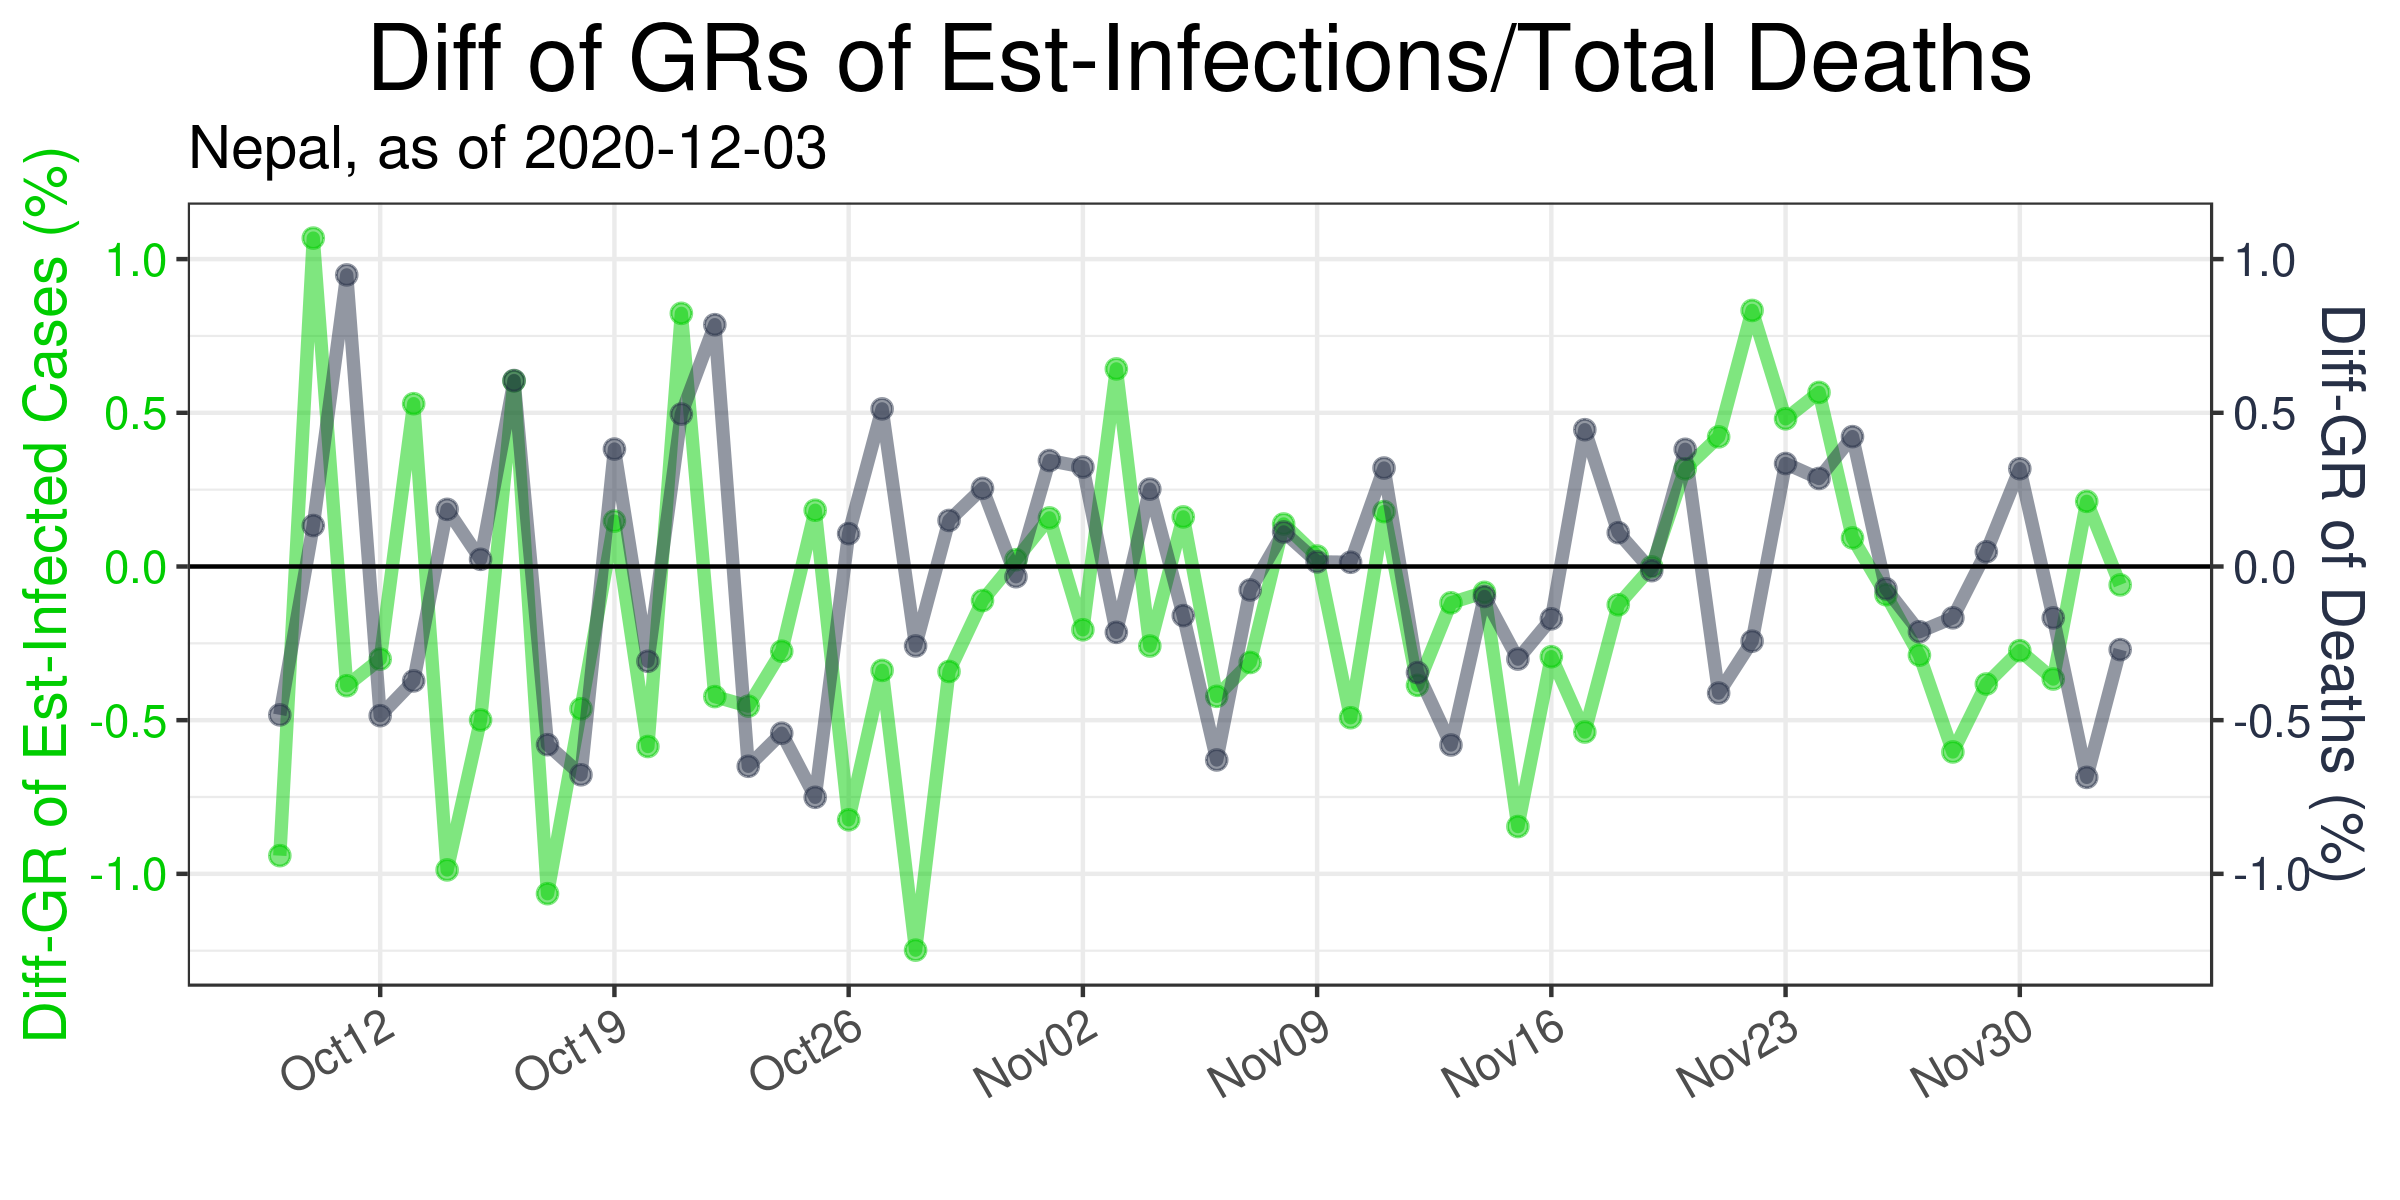 Diff of GRs of Est-Infections/Total Deaths
Nepal, as of 2020-12-03
Diff-GR of Est-Infected Cases (%)
1.0
0.5
0.0
-0.5
-1.0
1.0
0.5
0.0
-0.5
-1.0
Diff-GR of Deaths (%)
Oct12
Oct19
Oct26
Nov02
Nov09
Nov16
Nov23
Nov30